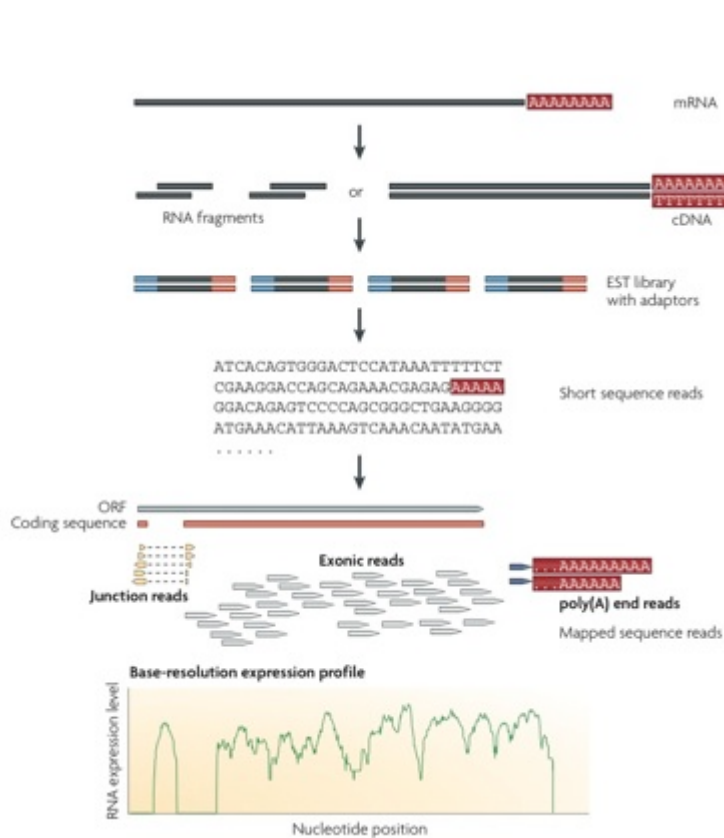 AAAAAAAA mRNA
or
AAAAAAA
TTTTTTT
RNA fragments
cDNA
EST library
with adaptors
ATCACAGTGGGACTCCATAAATTTTTCT
CGAAGGACCAGCAGAAACGAGAGAAAAA
Short sequence reads
GGACAGAGTCCCCAGCGGGCTGAAGGGG
ATGAAACATTAAAGTCAAACAATATGAA
. . . . . .
ORF
Coding sequence
Exonic reads
...AAAAAAAAA
...AAAAAA
Junction reads
poly(A) end reads
Mapped sequence reads
Base-resolution expression profile
RNA expression level
Nucleotide position